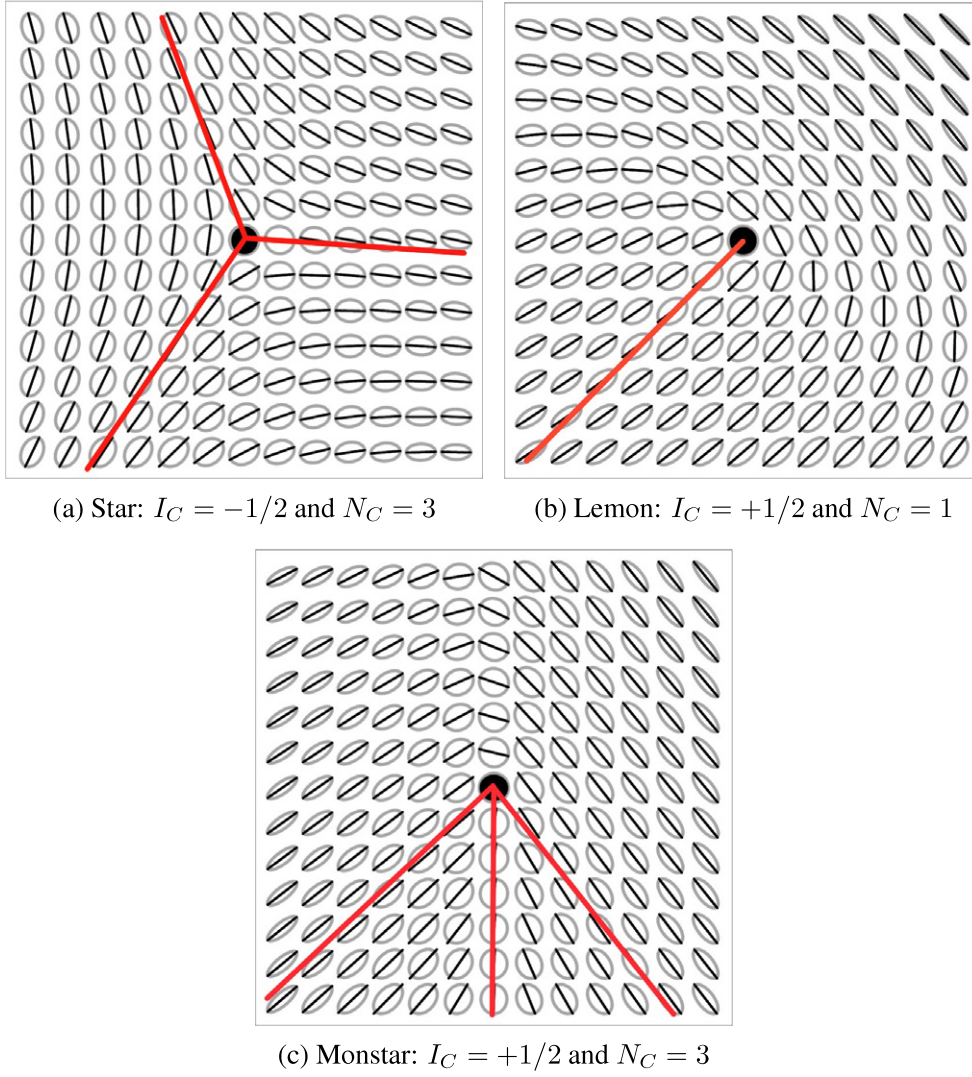 (a) Star: I_C = −1/2 and N_C = 3
(b) Lemon: I_C = +1/2 and N_C = 1
(c) Monstar: I_C = +1/2 and N_C = 3